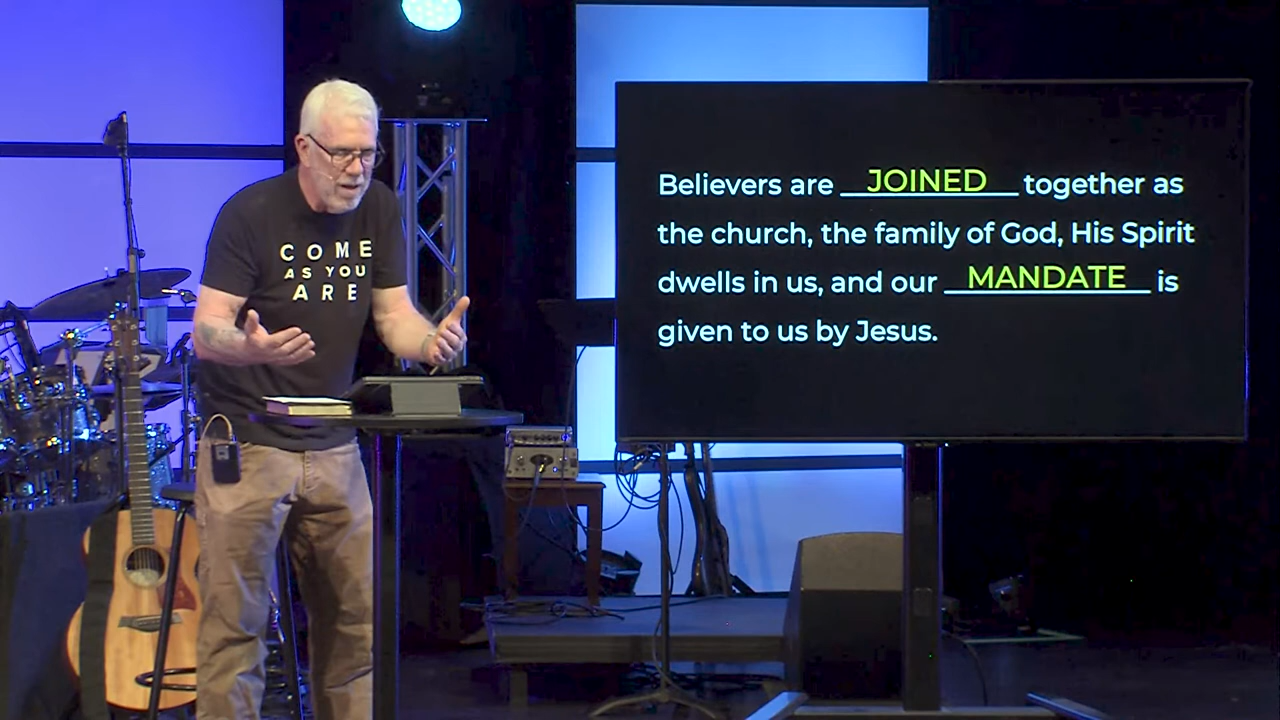 COME
AS YOU
ARE
Believers are JOINED together as
the church, the family of God, His Spirit
dwells in us, and our MANDATE is
given to us by Jesus.